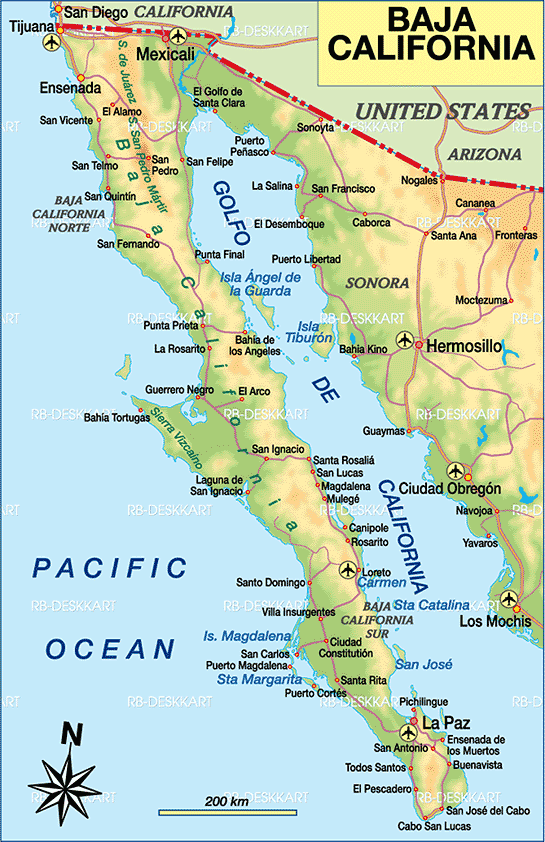 BAJA
CALIFORNIA
San Diego
CALIFORNIA
Tijuana
Mexicali
UNITED STATES
ARIZONA
Ensenada
S. de Juárez
S. San Pedro Mártir
El Alamo
San Vicente
El Golfo de
Santa Clara
Sonoyta
Puerto
Peñasco
San Telmo
San
Pedro
San Felipe
Nogales
La Salina
San Francisco
Cananea
San Quintín
BAJA
CALIFORNIA
NORTE
El Desemboque
Caborca
Santa Ana
Fronteras
San Fernando
Punta Final
Puerto Libertad
Isla Ángel de
la Guarda
SONORA
Moctezuma
Punta Prieta
Bahía de
los Angeles
Isla
Tiburón
La Rosarito
Bahía Kino
Hermosillo
Guerrero Negro
El Arco
Bahía Tortugas
Sierra Vizcaíno
Guaymas
San Ignacio
Santa Rosaliá
San Lucas
Laguna de
San Ignacio
Magdalena
Mulegé
Ciudad Obregón
Navojoa
Canipole
Rosarito
Yavaros
Baja California
GOLFO
DE
CALIFORNIA
PACIFIC
OCEAN
Loreto
Carmen
Santo Domingo
Sta Catalina
BAJA
CALIFORNIA
SUR
Villa Insurgentes
Los Mochis
Is. Magdalena
Ciudad
Constitutión
San Carlos
Puerto Magdalena
San José
Sta Margarita
Santa Rita
Puerto Cortés
Pichilingue
La Paz
San Antonio
Ensenada de
los Muertos
Todos Santos
Buenavista
El Pescadero
San José del Cabo
Cabo San Lucas
N
200 km
RB-DESKKART